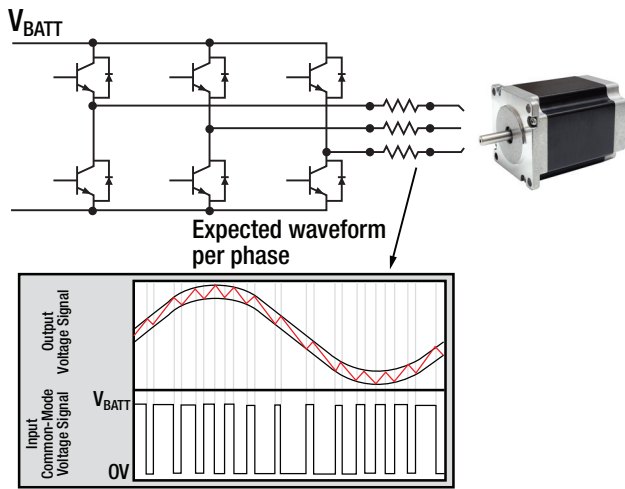 VBATT
Expected waveform
per phase
Output
Voltage Signal
Input
Common-Mode
Voltage Signal
VBATT
0V